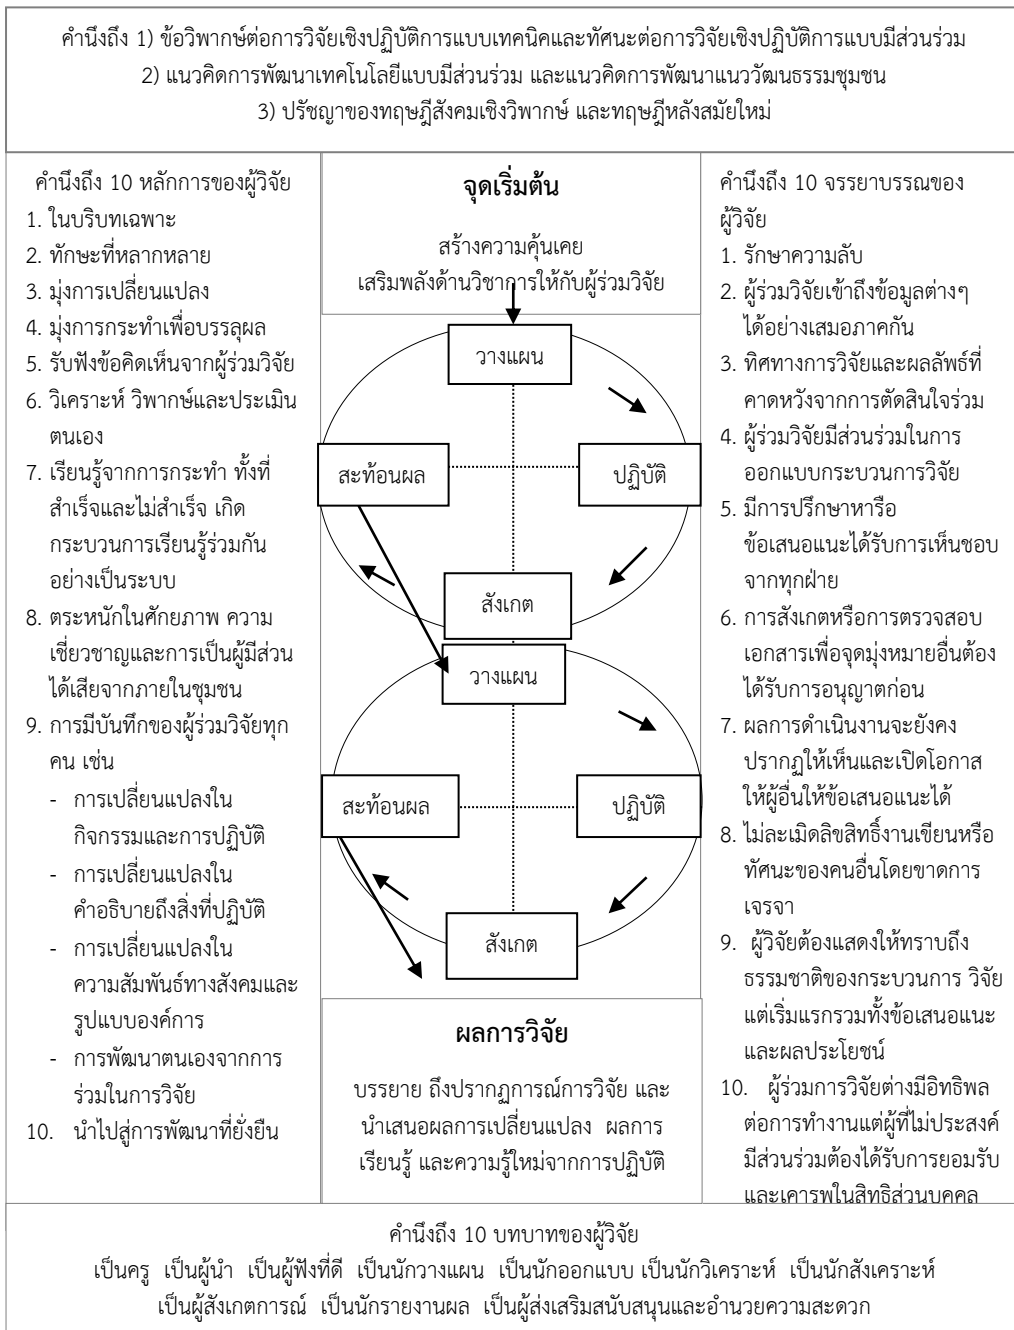 คำนึงถึง 1) ข้อวิพากษ์ต่อการวิจัยเชิงปฏิบัติการแบบเทคนิคและทัศนะต่อการวิจัยเชิงปฏิบัติการแบบมีส่วนร่วม
2) แนวคิดการพัฒนาเทคโนโลยีแบบมีส่วนร่วม และแนวคิดการพัฒนาแนววัฒนธรรมชุมชน
3) ปรัชญาของทฤษฎีสังคมเชิงวิพากษ์ และทฤษฎีหลังสมัยใหม่
คำนึงถึง 10 หลักการของผู้วิจัย
1. ในบริบทเฉพาะ
2. ทักษะที่หลากหลาย
3. มุ่งการเปลี่ยนแปลง
4. มุ่งการกระทำเพื่อบรรลุผล
5. รับฟังข้อคิดเห็นจากผู้ร่วมวิจัย
6. วิเคราะห์ วิพากษ์และประเมิน
ตนเอง
7. เรียนรู้จากการกระทำ ทั้งที่
สำเร็จและไม่สำเร็จ เกิด
กระบวนการเรียนรู้ร่วมกัน
อย่างเป็นระบบ
8. ตระหนักในศักยภาพ ความ
เชี่ยวชาญและการเป็นผู้มีส่วน
ได้เสียจากภายในชุมชน
9. การมีบันทึกของผู้ร่วมวิจัยทุก
คน เช่น
- การเปลี่ยนแปลงใน
กิจกรรมและการปฏิบัติ
- การเปลี่ยนแปลงใน
คำอธิบายถึงสิ่งที่ปฏิบัติ
- การเปลี่ยนแปลงใน
ความสัมพันธ์ทางสังคมและ
รูปแบบองค์การ
- การพัฒนาตนเองจากการ
ร่วมในการวิจัย
10. นำไปสู่การพัฒนาที่ยั่งยืน
จุดเริ่มต้น
สร้างความคุ้นเคย
เสริมพลังด้านวิชาการให้กับผู้ร่วมวิจัย
วางแผน
สะท้อนผล
ปฏิบัติ
สังเกต
วางแผน
สะท้อนผล
ปฏิบัติ
สังเกต
ผลการวิจัย
บรรยาย ถึงปรากฏการณ์การวิจัย และ
นำเสนอผลการเปลี่ยนแปลง ผลการ
เรียนรู้ และความรู้ใหม่จากการปฏิบัติ
คำนึงถึง 10 จรรยาบรรณของ
ผู้วิจัย
1. รักษาความลับ
2. ผู้ร่วมวิจัยเข้าถึงข้อมูลต่างๆ
ได้อย่างเสมอภาคกัน
3. ทิศทางการวิจัยและผลลัพธ์ที่
คาดหวังจากการตัดสินใจร่วม
4. ผู้ร่วมวิจัยมีส่วนร่วมในการ
ออกแบบกระบวนการวิจัย
5. มีการปรึกษาหารือ
ข้อเสนอแนะได้รับการเห็นชอบ
จากทุกฝ่าย
6. การสังเกตหรือการตรวจสอบ
เอกสารเพื่อจุดมุ่งหมายอื่นต้อง
ได้รับการอนุญาตก่อน
7. ผลการดำเนินงานจะยังคง
ปรากฏให้เห็นและเปิดโอกาส
ให้ผู้อื่นให้ข้อเสนอแนะได้
8. ไม่ละเมิดลิขสิทธิ์งานเขียนหรือ
ทัศนะของคนอื่นโดยขาดการ
เจรจา
9. ผู้วิจัยต้องแสดงให้ทราบถึง
ธรรมชาติของกระบวนการ วิจัย
แต่เริ่มแรกรวมทั้งข้อเสนอแนะ
และผลประโยชน์
10. ผู้ร่วมการวิจัยต่างมีอิทธิพล
ต่อการทำงานแต่ผู้ที่ไม่ประสงค์
มีส่วนร่วมต้องได้รับการยอมรับ
และเคารพในสิทธิส่วนบุคคล
คำนึงถึง 10 บทบาทของผู้วิจัย
เป็นครู เป็นผู้นำ เป็นผู้ฟังที่ดี เป็นนักวางแผน เป็นนักออกแบบ เป็นนักวิเคราะห์ เป็นนักสังเคราะห์
เป็นผู้สังเกตการณ์ เป็นนักรายงานผล เป็นผู้ส่งเสริมสนับสนุนและอำนวยความสะดวก